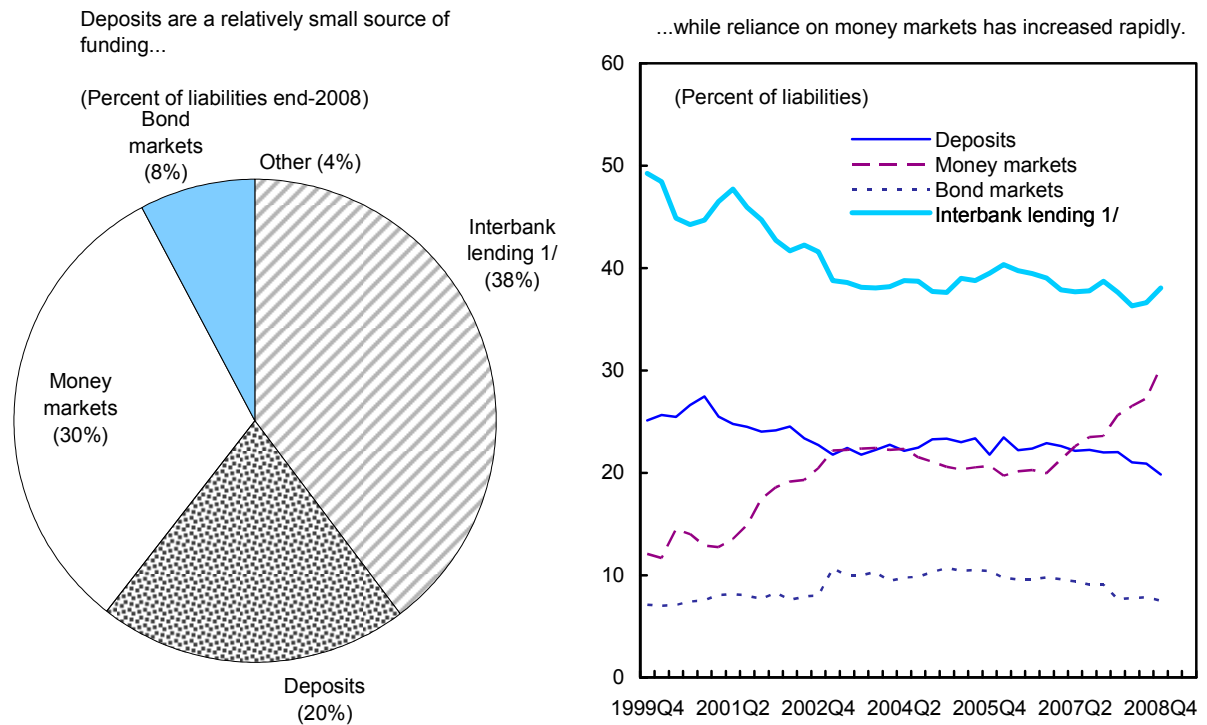 Deposits are a relatively small source of
funding...
(Percent of liabilities end-2008)
Bond
markets
(8%)
Other (4%)
Interbank
lending 1/
(38%)
Money
markets
(30%)
Deposits
(20%)
...while reliance on money markets has increased rapidly.
(Percent of liabilities)
Deposits
Money markets
Bond markets
Interbank lending 1/
60
50
40
30
20
10
0
1999Q4 2001Q2 2002Q4 2004Q2 2005Q4 2007Q2 2008Q4